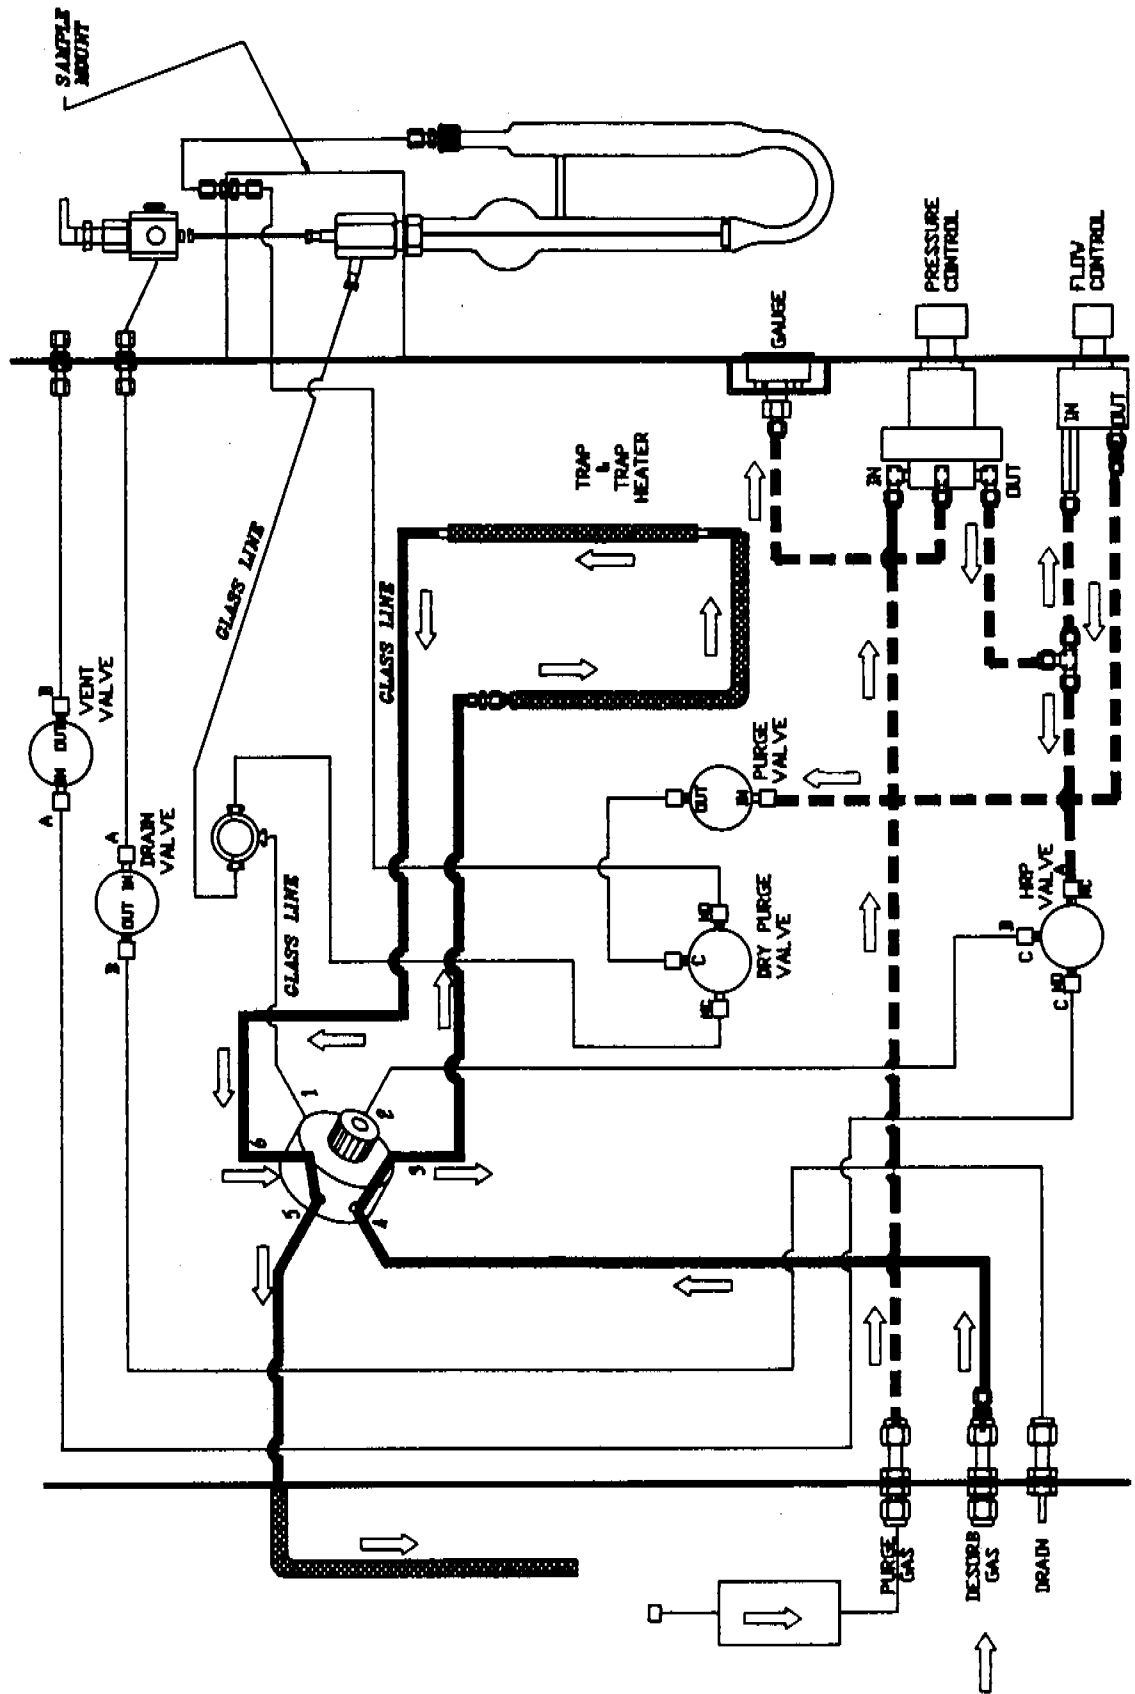 SAMPLE
MOUNT
PRESSURE
CONTROL
FLOW
CONTROL
GAUGE
IN
OUT
IN
OUT
TRAP
&
TRAP
HEATER
GLASS LINE
GLASS LINE
GLASS LINE
B
OUT
IN
A
VENT
VALVE
A
IN
OUT
B
DRAIN
VALVE
OUT
IN
PURGE
VALVE
NO
C
NC
DRY PURGE
VALVE
HRP
VALVE
A
NC
B
C
NO
C
1
2
3
4
5
6
PURGE
GAS
DESORB
GAS
DRAIN